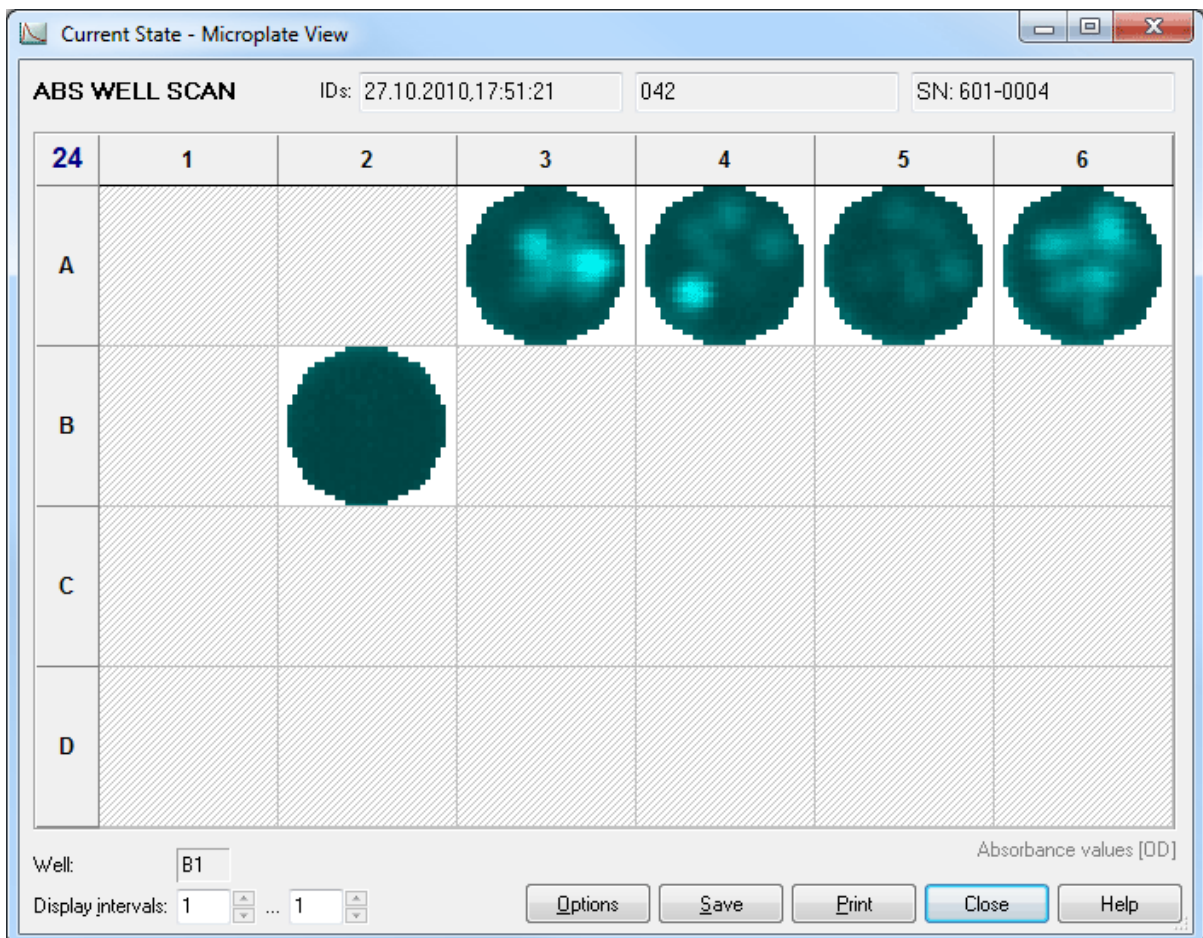 Current State - Microplate View
ABS WELL SCAN IDs: 27.10.2010,17:51:21 042 SN: 601-0004
24 1 2 3 4 5 6
A
B
C
D
Absorbance values [OD]
Well: B1
Display intervals: 1 ... 1 Options Save Print Close Help